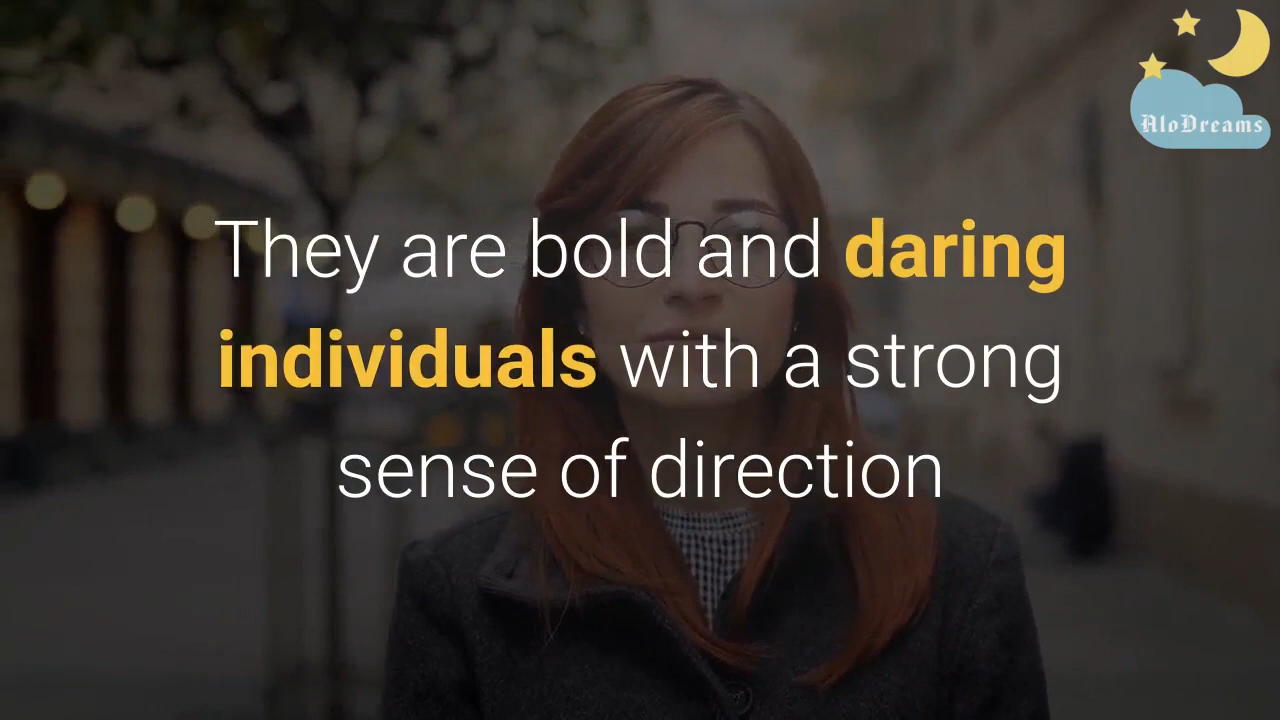 AloDreams
They are bold and daring
individuals with a strong
sense of direction